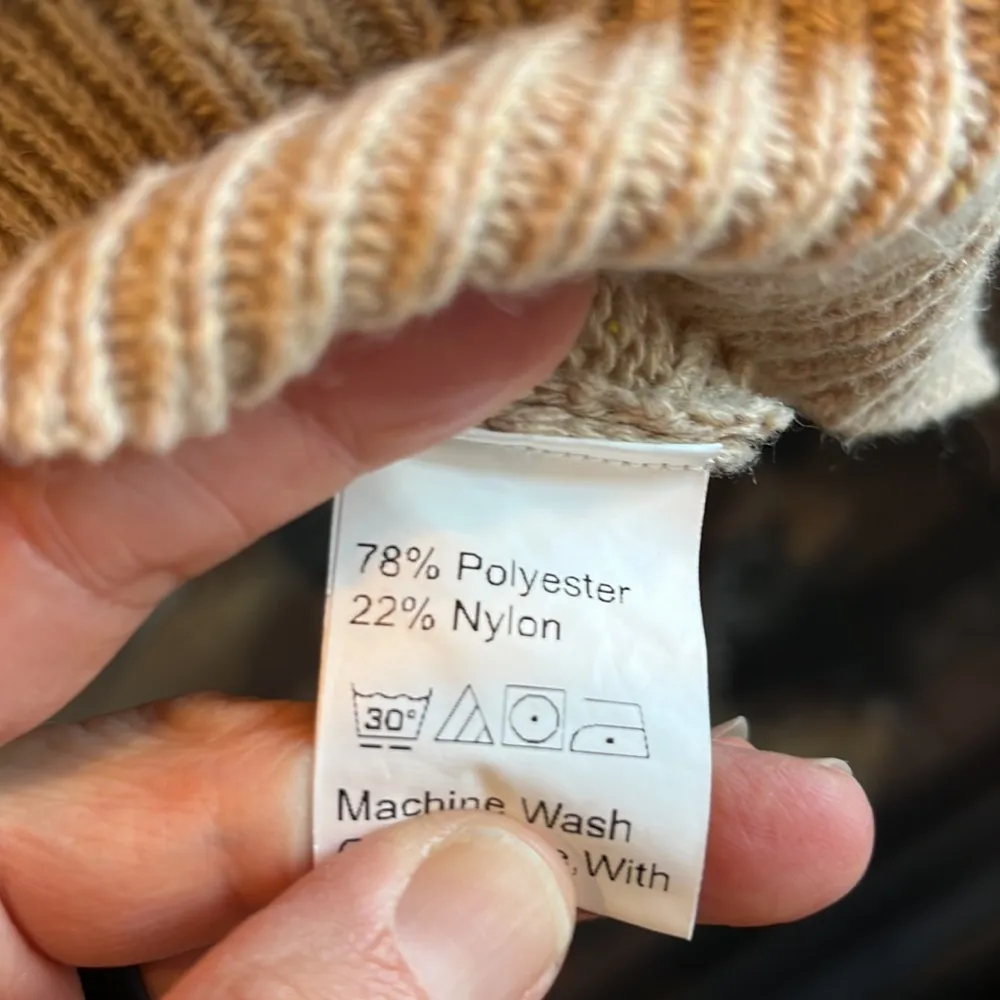 78% Polyester
22% Nylon
30°
Machine Wash
With